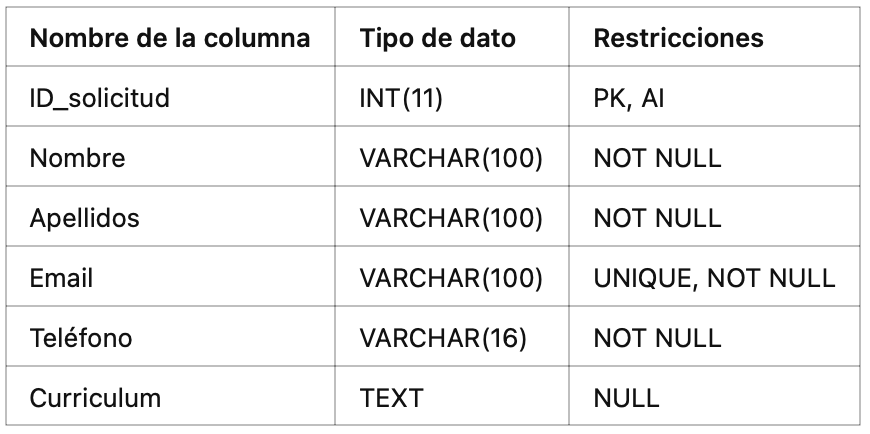 Nombre de la columna Tipo de dato Restricciones
ID_solicitud INT(11) PK, AI
Nombre VARCHAR(100) NOT NULL
Apellidos VARCHAR(100) NOT NULL
Email VARCHAR(100) UNIQUE, NOT NULL
Teléfono VARCHAR(16) NOT NULL
Curriculum TEXT NULL